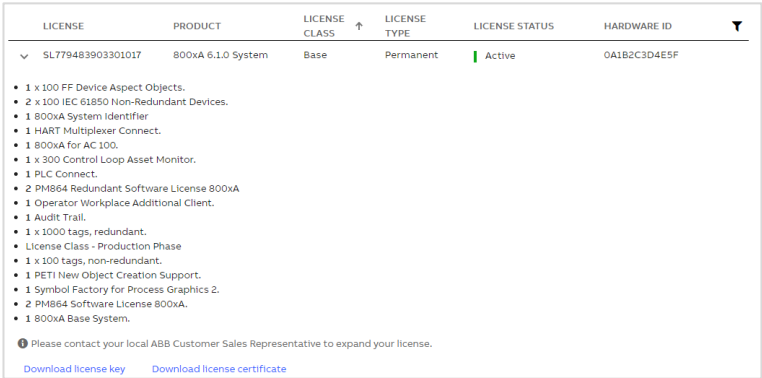 LICENSE PRODUCT LICENSE CLASS LICENSE TYPE LICENSE STATUS HARDWARE ID
SL779483903301017 800xA 6.1.0 System Base Permanent Active 0A1B2C3D4E5F
1 x 100 FF Device Aspect Objects.
2 x 100 IEC 61850 Non-Redundant Devices.
1 800xA System Identifier
1 HART Multiplexer Connect.
1 800xA for AC 100.
1 x 300 Control Loop Asset Monitor.
1 PLC Connect.
2 PM864 Redundant Software License 800xA
1 Operator Workplace Additional Client.
1 Audit Trail.
1 x 1000 tags, redundant.
License Class - Production Phase
1 x 100 tags, non-redundant.
1 PETI New Object Creation Support.
1 Symbol Factory for Process Graphics 2.
2 PM864 Software License 800xA.
1 800xA Base System.
Please contact your local ABB Customer Sales Representative to expand your license.
Download license key Download license certificate